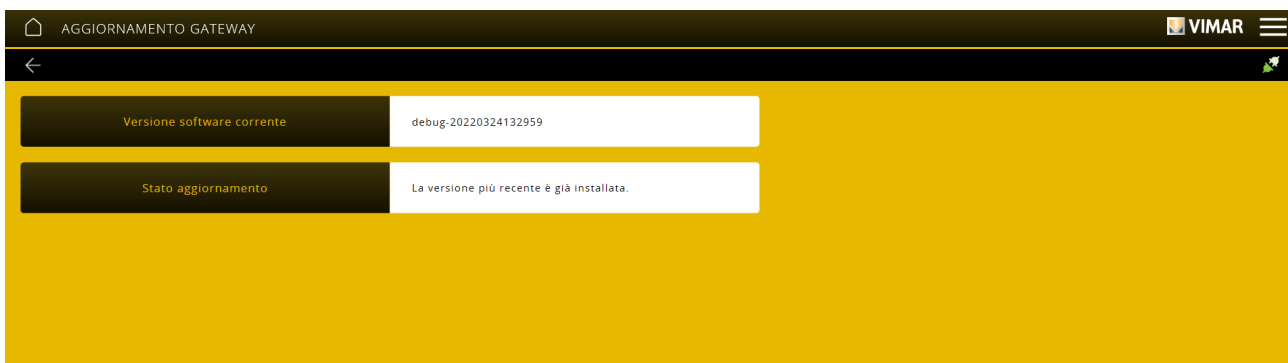 AGGIORNAMENTO GATEWAY
VIMAR
Versione software corrente
debug-20220324132959
Stato aggiornamento
La versione più recente è già installata.